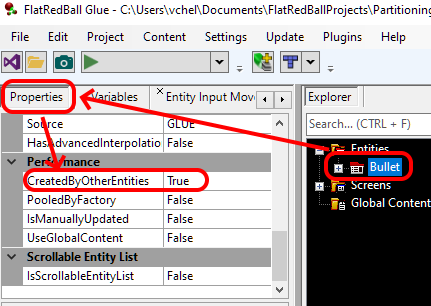 FlatRedBall Glue - C:\Users\vchel\Documents\FlatRedBallProjects\Partitioning
File Edit Project Content Settings Update Plugins Help
Properties Variables Entity Input Mov
Source GLUE
HasAdvancedInterpolatio False
Performance
CreatedByOtherEntities True
PooledByFactory False
IsManuallyUpdated False
UseGlobalContent False
Scrollable Entity List
IsScrollableEntityList False
Explorer
Search... (CTRL + F)
Entities
Bullet
Screens
Global Content